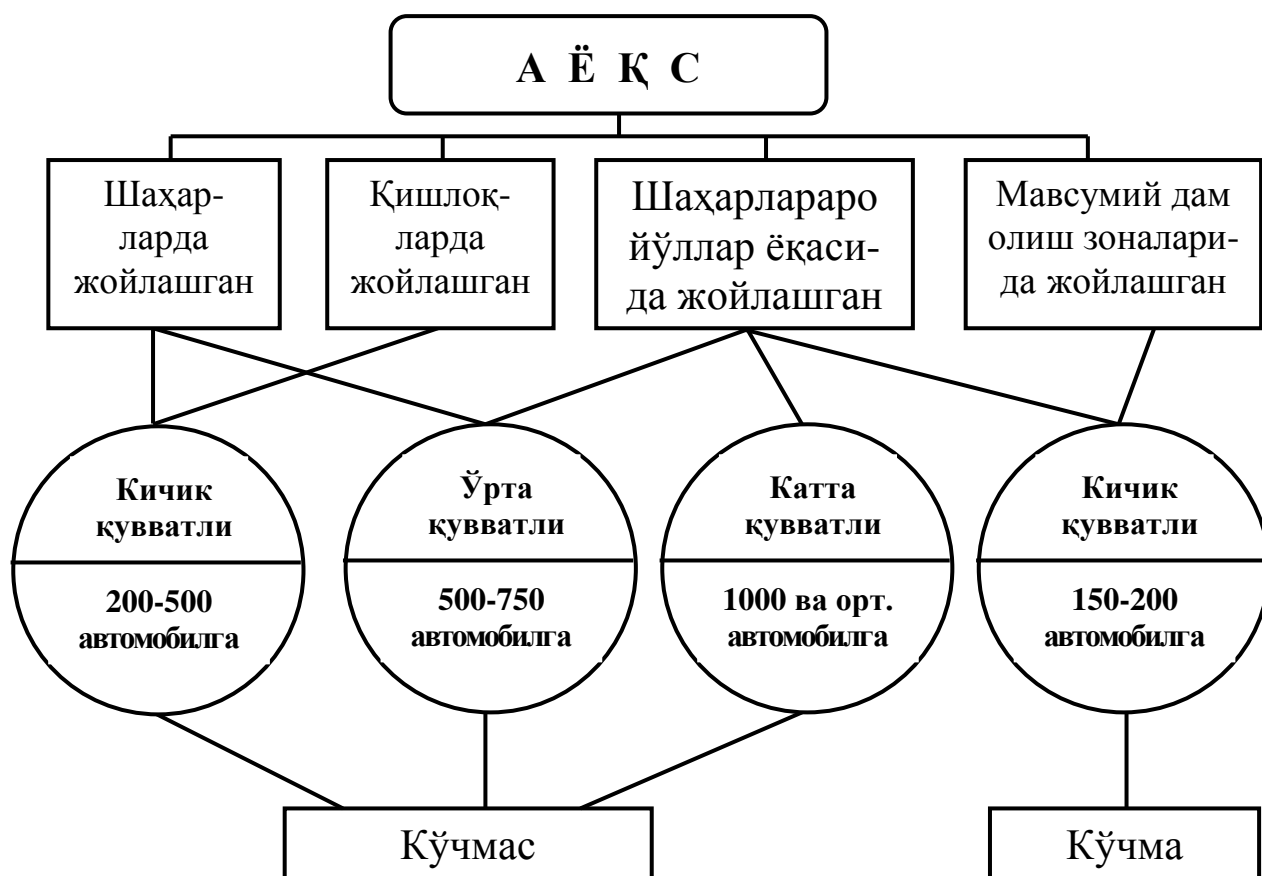 А Ё Қ С
Шаҳар-
ларда
жойлашган
Қишлоқ-
ларда
жойлашган
Шаҳарлараро
йўллар ёқаси-
да жойлашган
Мавсумий дам
олиш зоналари-
да жойлашган
Кичик
қувватли
200-500
автомобилга
Ўрта
қувватли
500-750
автомобилга
Катта
қувватли
1000 ва орт.
автомобилга
Кичик
қувватли
150-200
автомобилга
Кўчмас
Кўчма